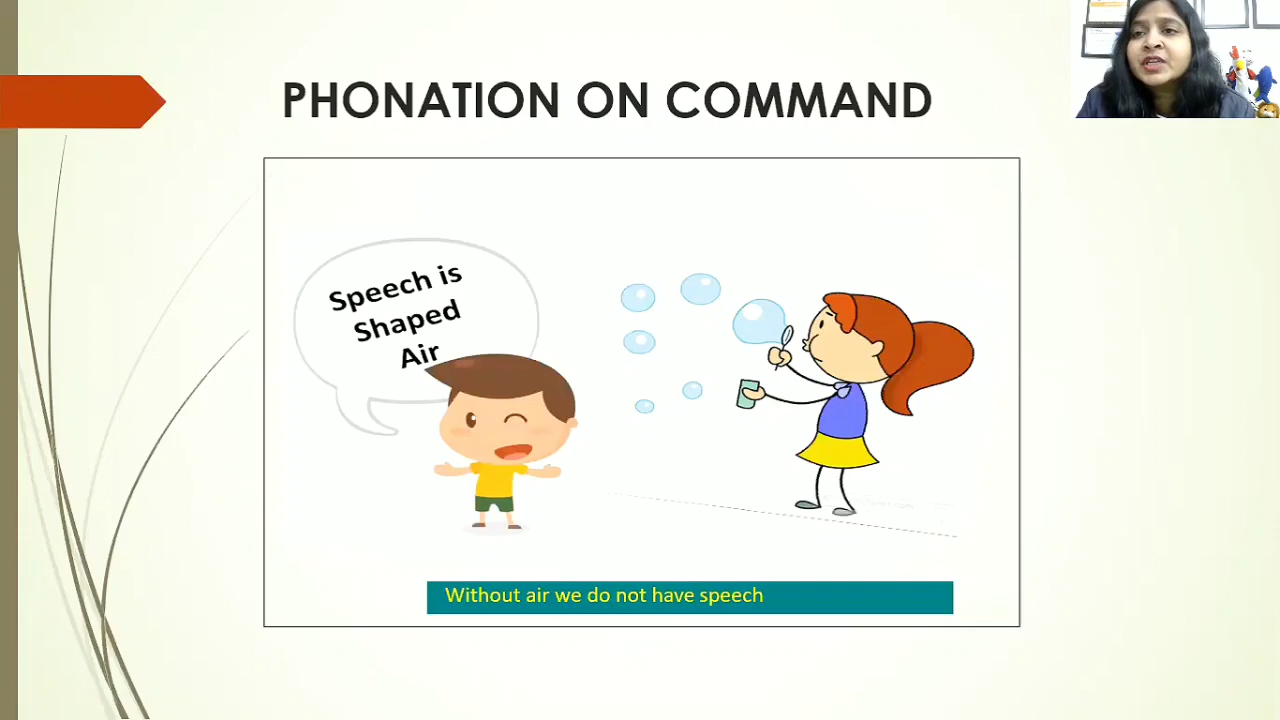 PHONATION ON COMMAND
Speech is
Shaped
Air
Without air we do not have speech